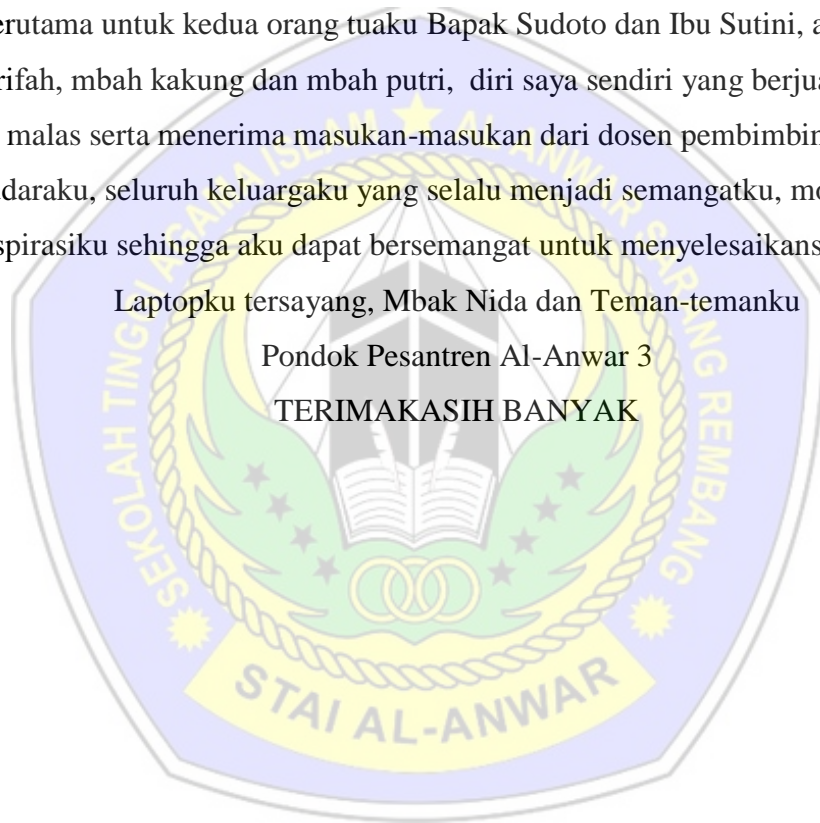 erutama untuk kedua orang tuaku Bapak Sudoto dan Ibu Sutini, a
rifah, mbah kakung dan mbah putri, diri saya sendiri yang berjua
malas serta menerima masukan-masukan dari dosen pembimbin
daraku, seluruh keluargaku yang selalu menjadi semangatku, mo
spirasiku sehingga aku dapat bersemangat untuk menyelesaikans
Laptopku tersayang, Mbak Nida dan Teman-temanku
Pondok Pesantren Al-Anwar 3
TERIMAKASIH BANYAK
SEKOLAH TINGGI AGAMA ISLAM AL-ANWAR SARANG REMBANG
STAI AL-ANWAR